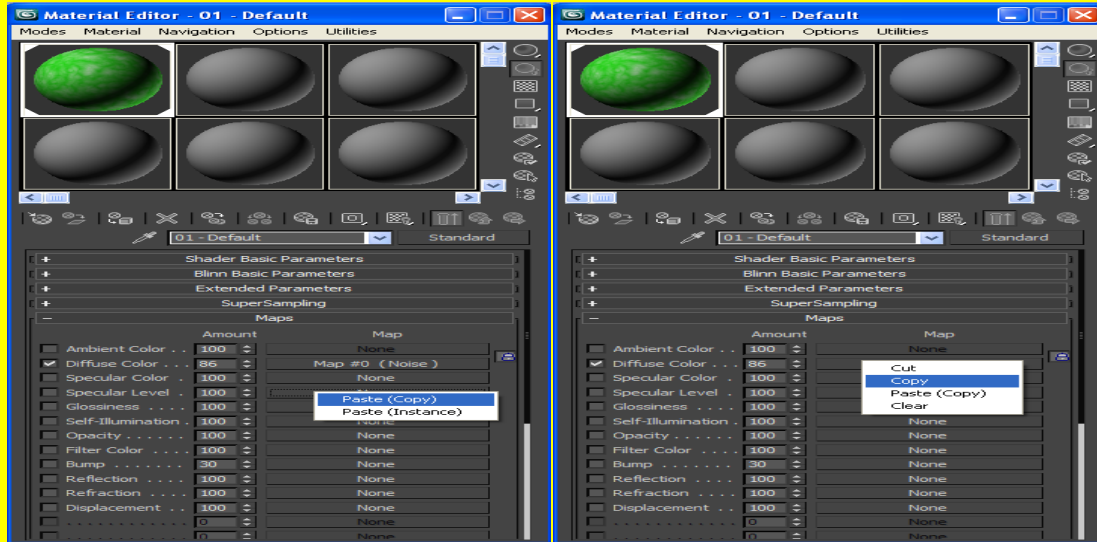 Material Editor - 01 - Default
Modes Material Navigation Options Utilities
01 - Default Standard
+ Shader Basic Parameters
+ Blinn Basic Parameters
+ Extended Parameters
+ SuperSampling
- Maps
Amount Map
Ambient Color . . 100 None
Diffuse Color . . . 86 Map #0 ( Noise )
Specular Color . 100 None
Specular Level . 100
Paste (Copy)
Glossiness . . . . 100
Paste (Instance)
Self-Illumination . 100 None
Opacity . . . . . . 100 None
Filter Color . . . . 100 None
Bump . . . . . . . 30 None
Reflection . . . . 100 None
Refraction . . . . 100 None
Displacement . . 100 None
. . . . . . . . . . . . 0 None
. . . . . . . . . . . . 0 None
Material Editor - 01 - Default
Modes Material Navigation Options Utilities
01 - Default Standard
+ Shader Basic Parameters
+ Blinn Basic Parameters
+ Extended Parameters
+ SuperSampling
- Maps
Amount Map
Ambient Color . . 100 None
Diffuse Color . . . 86
Cut
Specular Color . 100
Copy
Specular Level . 100
Paste (Copy)
Glossiness . . . . 100
Clear
Self-Illumination . 100 None
Opacity . . . . . . 100 None
Filter Color . . . . 100 None
Bump . . . . . . . 30 None
Reflection . . . . 100 None
Refraction . . . . 100 None
Displacement . . 100 None
. . . . . . . . . . . . 0 None
. . . . . . . . . . . . 0 None